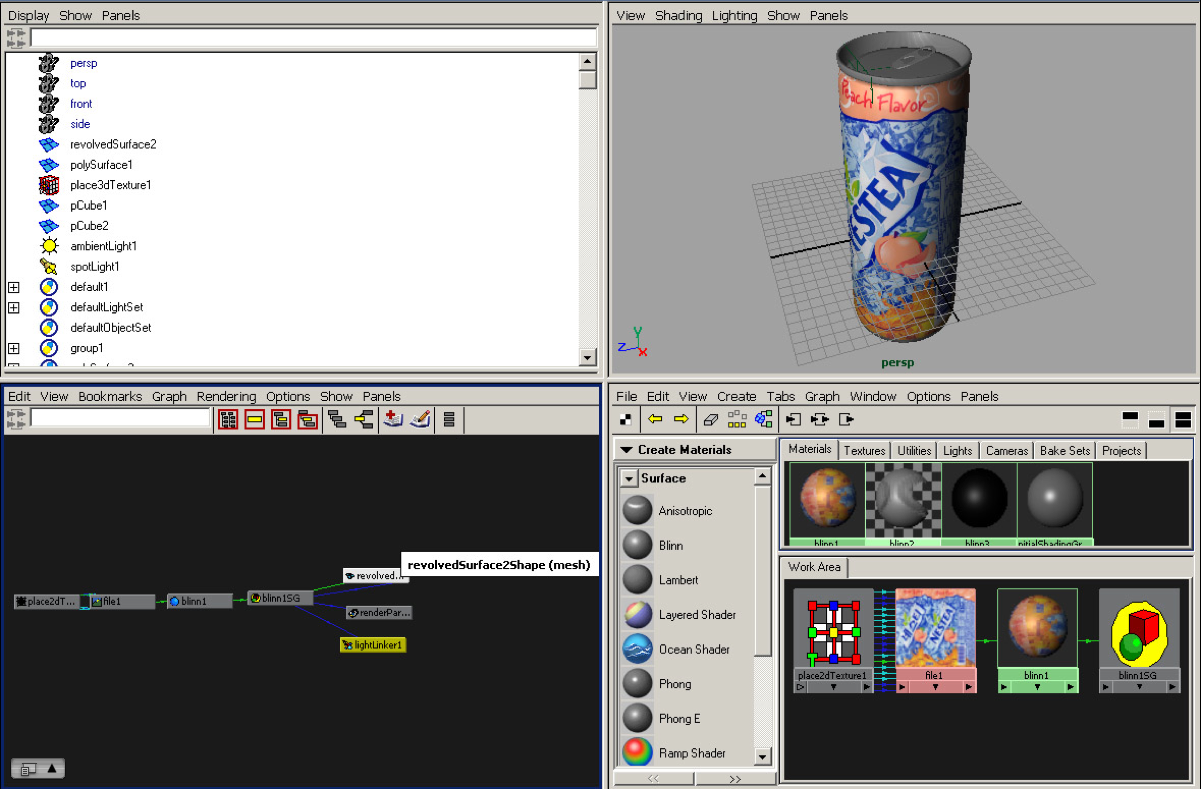 Display Show Panels
persp
top
front
side
revolvedSurface2
polySurface1
place3dTexture1
pCube1
pCube2
ambientLight1
spotLight1
default1
defaultLightSet
defaultObjectSet
group1
View Shading Lighting Show Panels
Peach Flavor
NESTEA
Y
Z
X
persp
Edit View Bookmarks Graph Rendering Options Show Panels
revolvedSurface2Shape (mesh)
revolved...
place2dT...
file1
blinn1
blinn1SG
renderPar...
lightLinker1
File Edit View Create Tabs Graph Window Options Panels
Create Materials
Surface
Anisotropic
Blinn
Lambert
Layered Shader
Ocean Shader
Phong
Phong E
Ramp Shader
<< >>
Materials Textures Utilities Lights Cameras Bake Sets Projects
blinn1 blinn2 blinn3 nitialShadingGr...
Work Area
NESTEA
place2dTexture1 file1 blinn1 blinn1SG